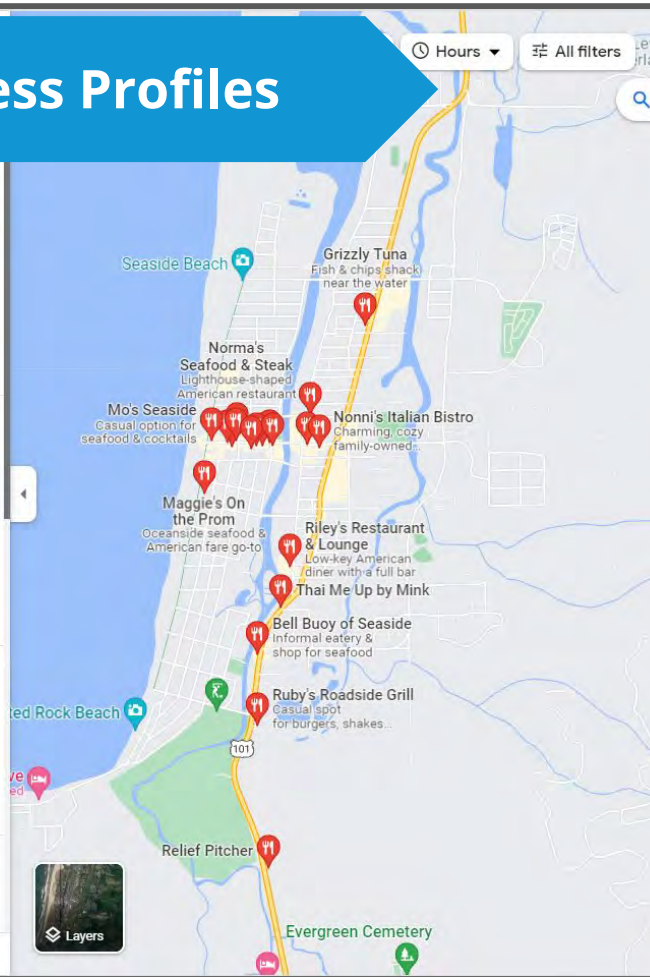 ess Profiles
Hours
All filters
Seaside Beach
Grizzly Tuna
Fish & chips shack
near the water
Norma's
Seafood & Steak
Lighthouse-shaped
American restaurant
Mo's Seaside
Casual option for
seafood & cocktails
Nonni's Italian Bistro
Charming, cozy
family-owned...
Maggie's On
the Prom
Oceanside seafood &
American fare go-to
Riley's Restaurant
& Lounge
Low-key American
diner with a full bar
Thai Me Up by Mink
Bell Buoy of Seaside
Informal eatery &
shop for seafood
Ruby's Roadside Grill
Casual spot
for burgers, shakes...
ted Rock Beach
101
ve
ed
Relief Pitcher
Layers
Evergreen Cemetery